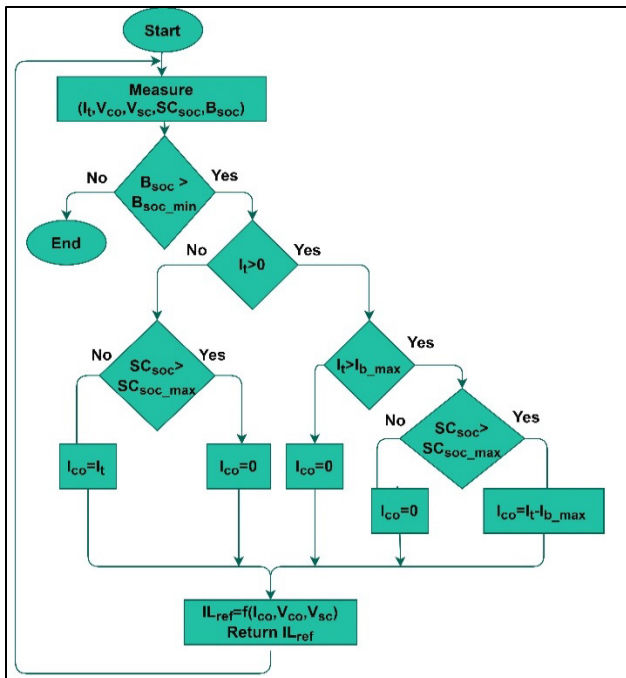 Start
Measure
(It,Vco,Vsc,SCsoc,Bsoc)
No
Bsoc >
Bsoc_min
Yes
End
No
It>0
Yes
No
SCsoc>
SCsoc_max
Yes
It>Ib_max
Yes
No
SCsoc>
SCsoc_max
Yes
Ico=It
Ico=0
Ico=0
Ico=0
Ico=It-Ib_max
ILref=f(Ico,Vco,Vsc)
Return ILref